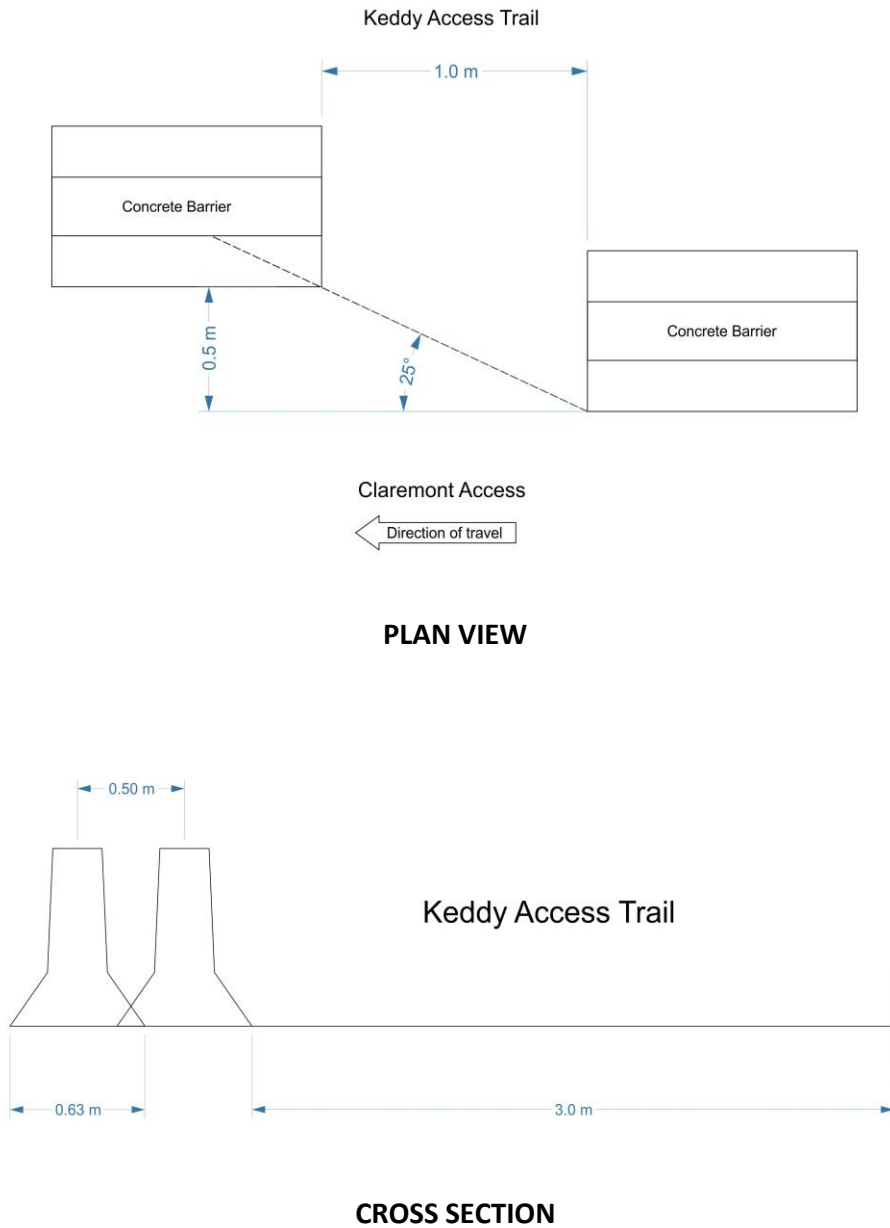 Keddy Access Trail
1.0 m
Concrete Barrier
Concrete Barrier
0.5 m
25°
Claremont Access
Direction of travel
PLAN VIEW
0.50 m
Keddy Access Trail
0.63 m
3.0 m
CROSS SECTION